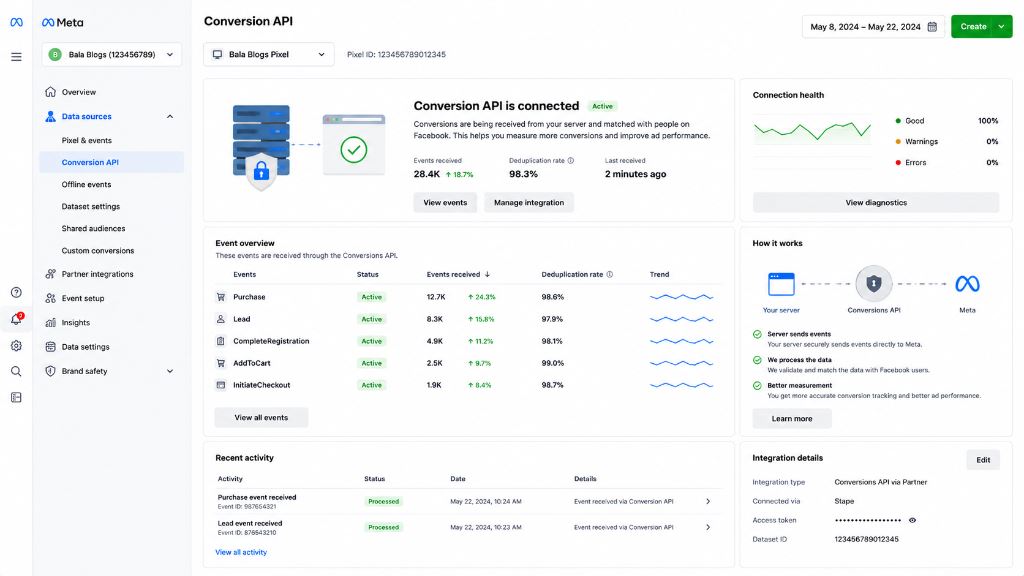 Meta
B
Bala Blogs (123456789)
Overview
Data sources
Pixel & events
Conversion API
Offline events
Dataset settings
Shared audiences
Custom conversions
Partner integrations
Event setup
Insights
Data settings
Brand safety
Conversion API
May 8, 2024 – May 22, 2024
Create
Bala Blogs Pixel
Pixel ID: 123456789012345
Conversion API is connected
Active
Conversions are being received from your server and matched with people on
Facebook. This helps you measure more conversions and improve ad performance.
Events received
Deduplication rate
Last received
28.4K ↑ 18.7%
98.3%
2 minutes ago
View events
Manage integration
Connection health
Good 100%
Warnings 0%
Errors 0%
View diagnostics
Event overview
These events are received through the Conversions API.
Events Status Events received ↓ Deduplication rate Trend
Purchase Active 12.7K ↑ 24.3% 98.6%
Lead Active 8.3K ↑ 15.8% 97.9%
CompleteRegistration Active 4.9K ↑ 11.2% 98.1%
AddToCart Active 2.5K ↑ 9.7% 99.0%
InitiateCheckout Active 1.9K ↑ 8.4% 98.7%
View all events
How it works
Your server
Conversions API
Meta
Server sends events
Your server securely sends events directly to Meta.
We process the data
We validate and match the data with Facebook users.
Better measurement
You get more accurate conversion tracking and better ad performance.
Learn more
Recent activity
Activity Status Date Details
Purchase event received
Event ID: 987654321
Processed
May 22, 2024, 10:24 AM
Event received via Conversion API
Lead event received
Event ID: 876543210
Processed
May 22, 2024, 10:23 AM
Event received via Conversion API
View all activity
Integration details
Edit
Integration type Conversions API via Partner
Connected via Stape
Access token ••••••••••••••••••
Dataset ID 123456789012345